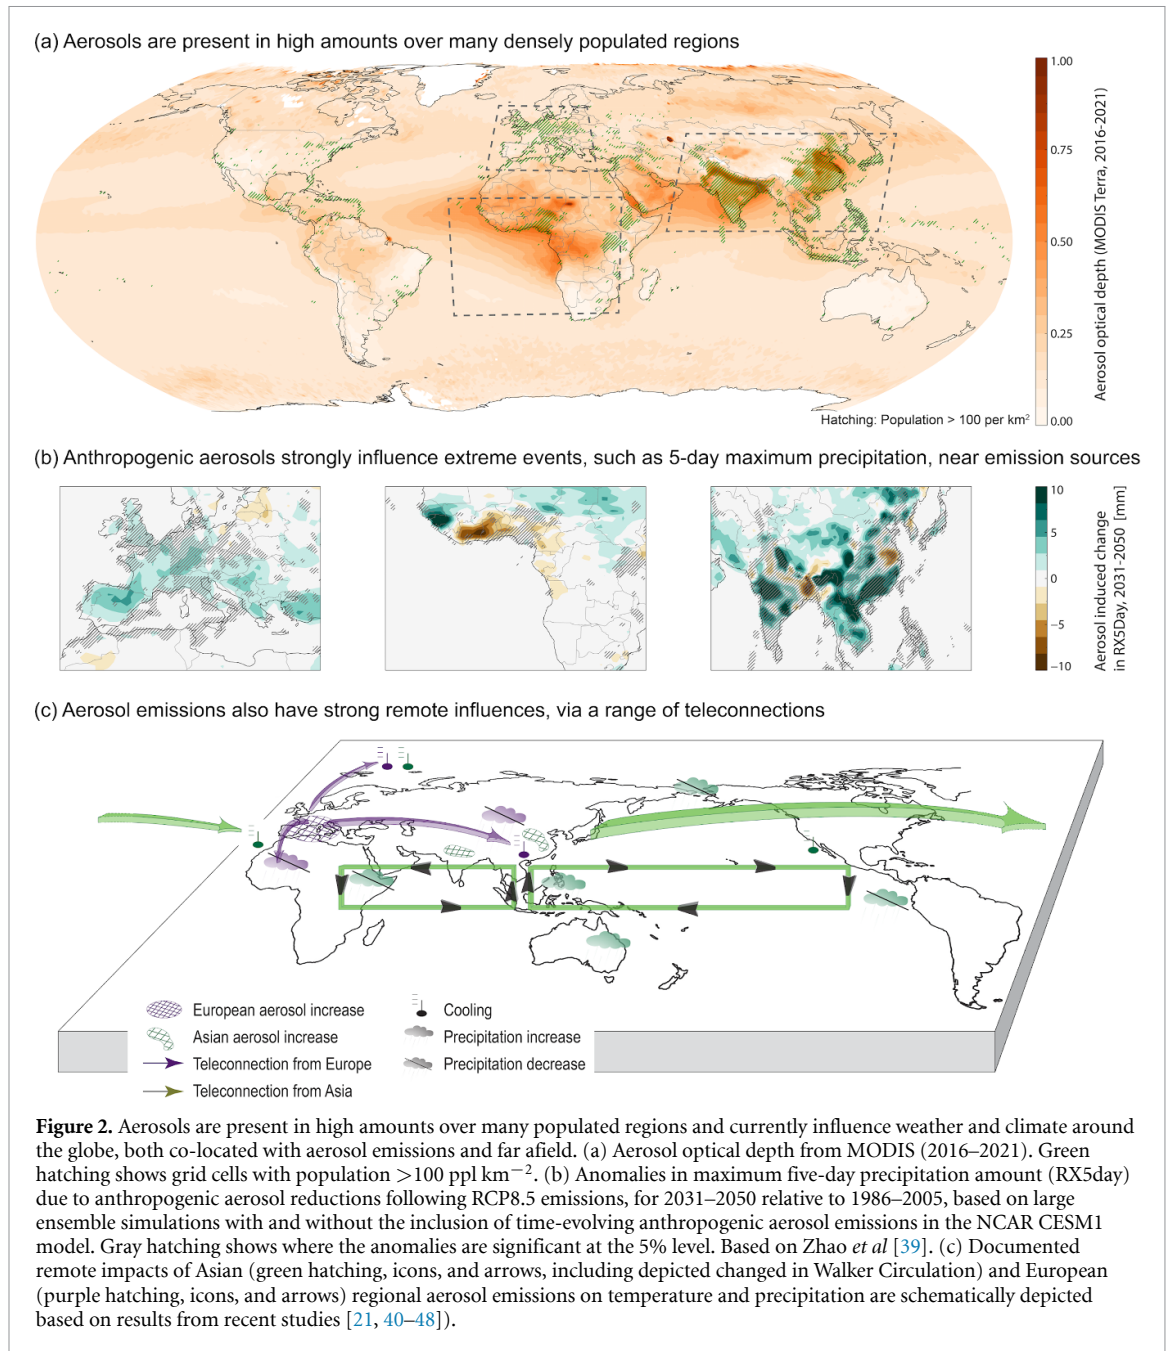 (a) Aerosols are present in high amounts over many densely populated regions
1.00
0.75
0.50
0.25
0.00
Aerosol optical depth (MODIS Terra, 2016-2021)
Hatching: Population > 100 per km²
(b) Anthropogenic aerosols strongly influence extreme events, such as 5-day maximum precipitation, near emission sources
10
5
0
−5
−10
Aerosol induced change
in RX5Day, 2031-2050 [mm]
(c) Aerosol emissions also have strong remote influences, via a range of teleconnections
European aerosol increase
Asian aerosol increase
Teleconnection from Europe
Teleconnection from Asia
Cooling
Precipitation increase
Precipitation decrease
Figure 2. Aerosols are present in high amounts over many populated regions and currently influence weather and climate around
the globe, both co-located with aerosol emissions and far afield. (a) Aerosol optical depth from MODIS (2016–2021). Green
hatching shows grid cells with population >100 ppl km⁻². (b) Anomalies in maximum five-day precipitation amount (RX5day)
due to anthropogenic aerosol reductions following RCP8.5 emissions, for 2031–2050 relative to 1986–2005, based on large
ensemble simulations with and without the inclusion of time-evolving anthropogenic aerosol emissions in the NCAR CESM1
model. Gray hatching shows where the anomalies are significant at the 5% level. Based on Zhao et al [39]. (c) Documented
remote impacts of Asian (green hatching, icons, and arrows, including depicted changed in Walker Circulation) and European
(purple hatching, icons, and arrows) regional aerosol emissions on temperature and precipitation are schematically depicted
based on results from recent studies [21, 40–48]).